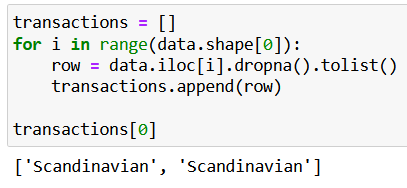 transactions = []
for i in range(data.shape[0]):
    row = data.iloc[i].dropna().tolist()
    transactions.append(row)

transactions[0]
['Scandinavian', 'Scandinavian']